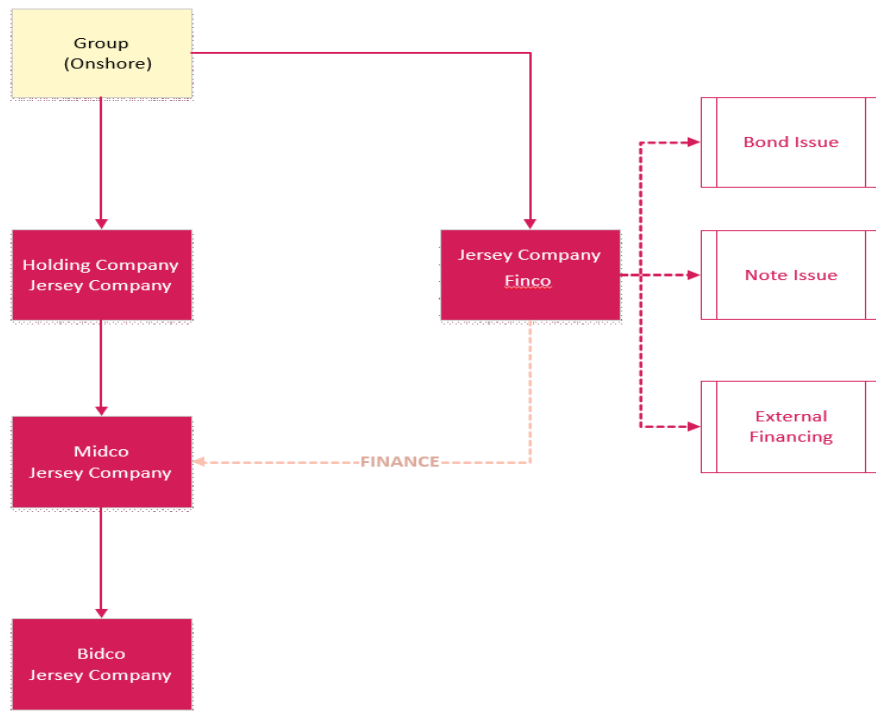 Group
(Onshore)
Bond Issue
Holding Company
Jersey Company
Jersey Company
Finco
Note Issue
External
Financing
Midco
Jersey Company
FINANCE
Bidco
Jersey Company